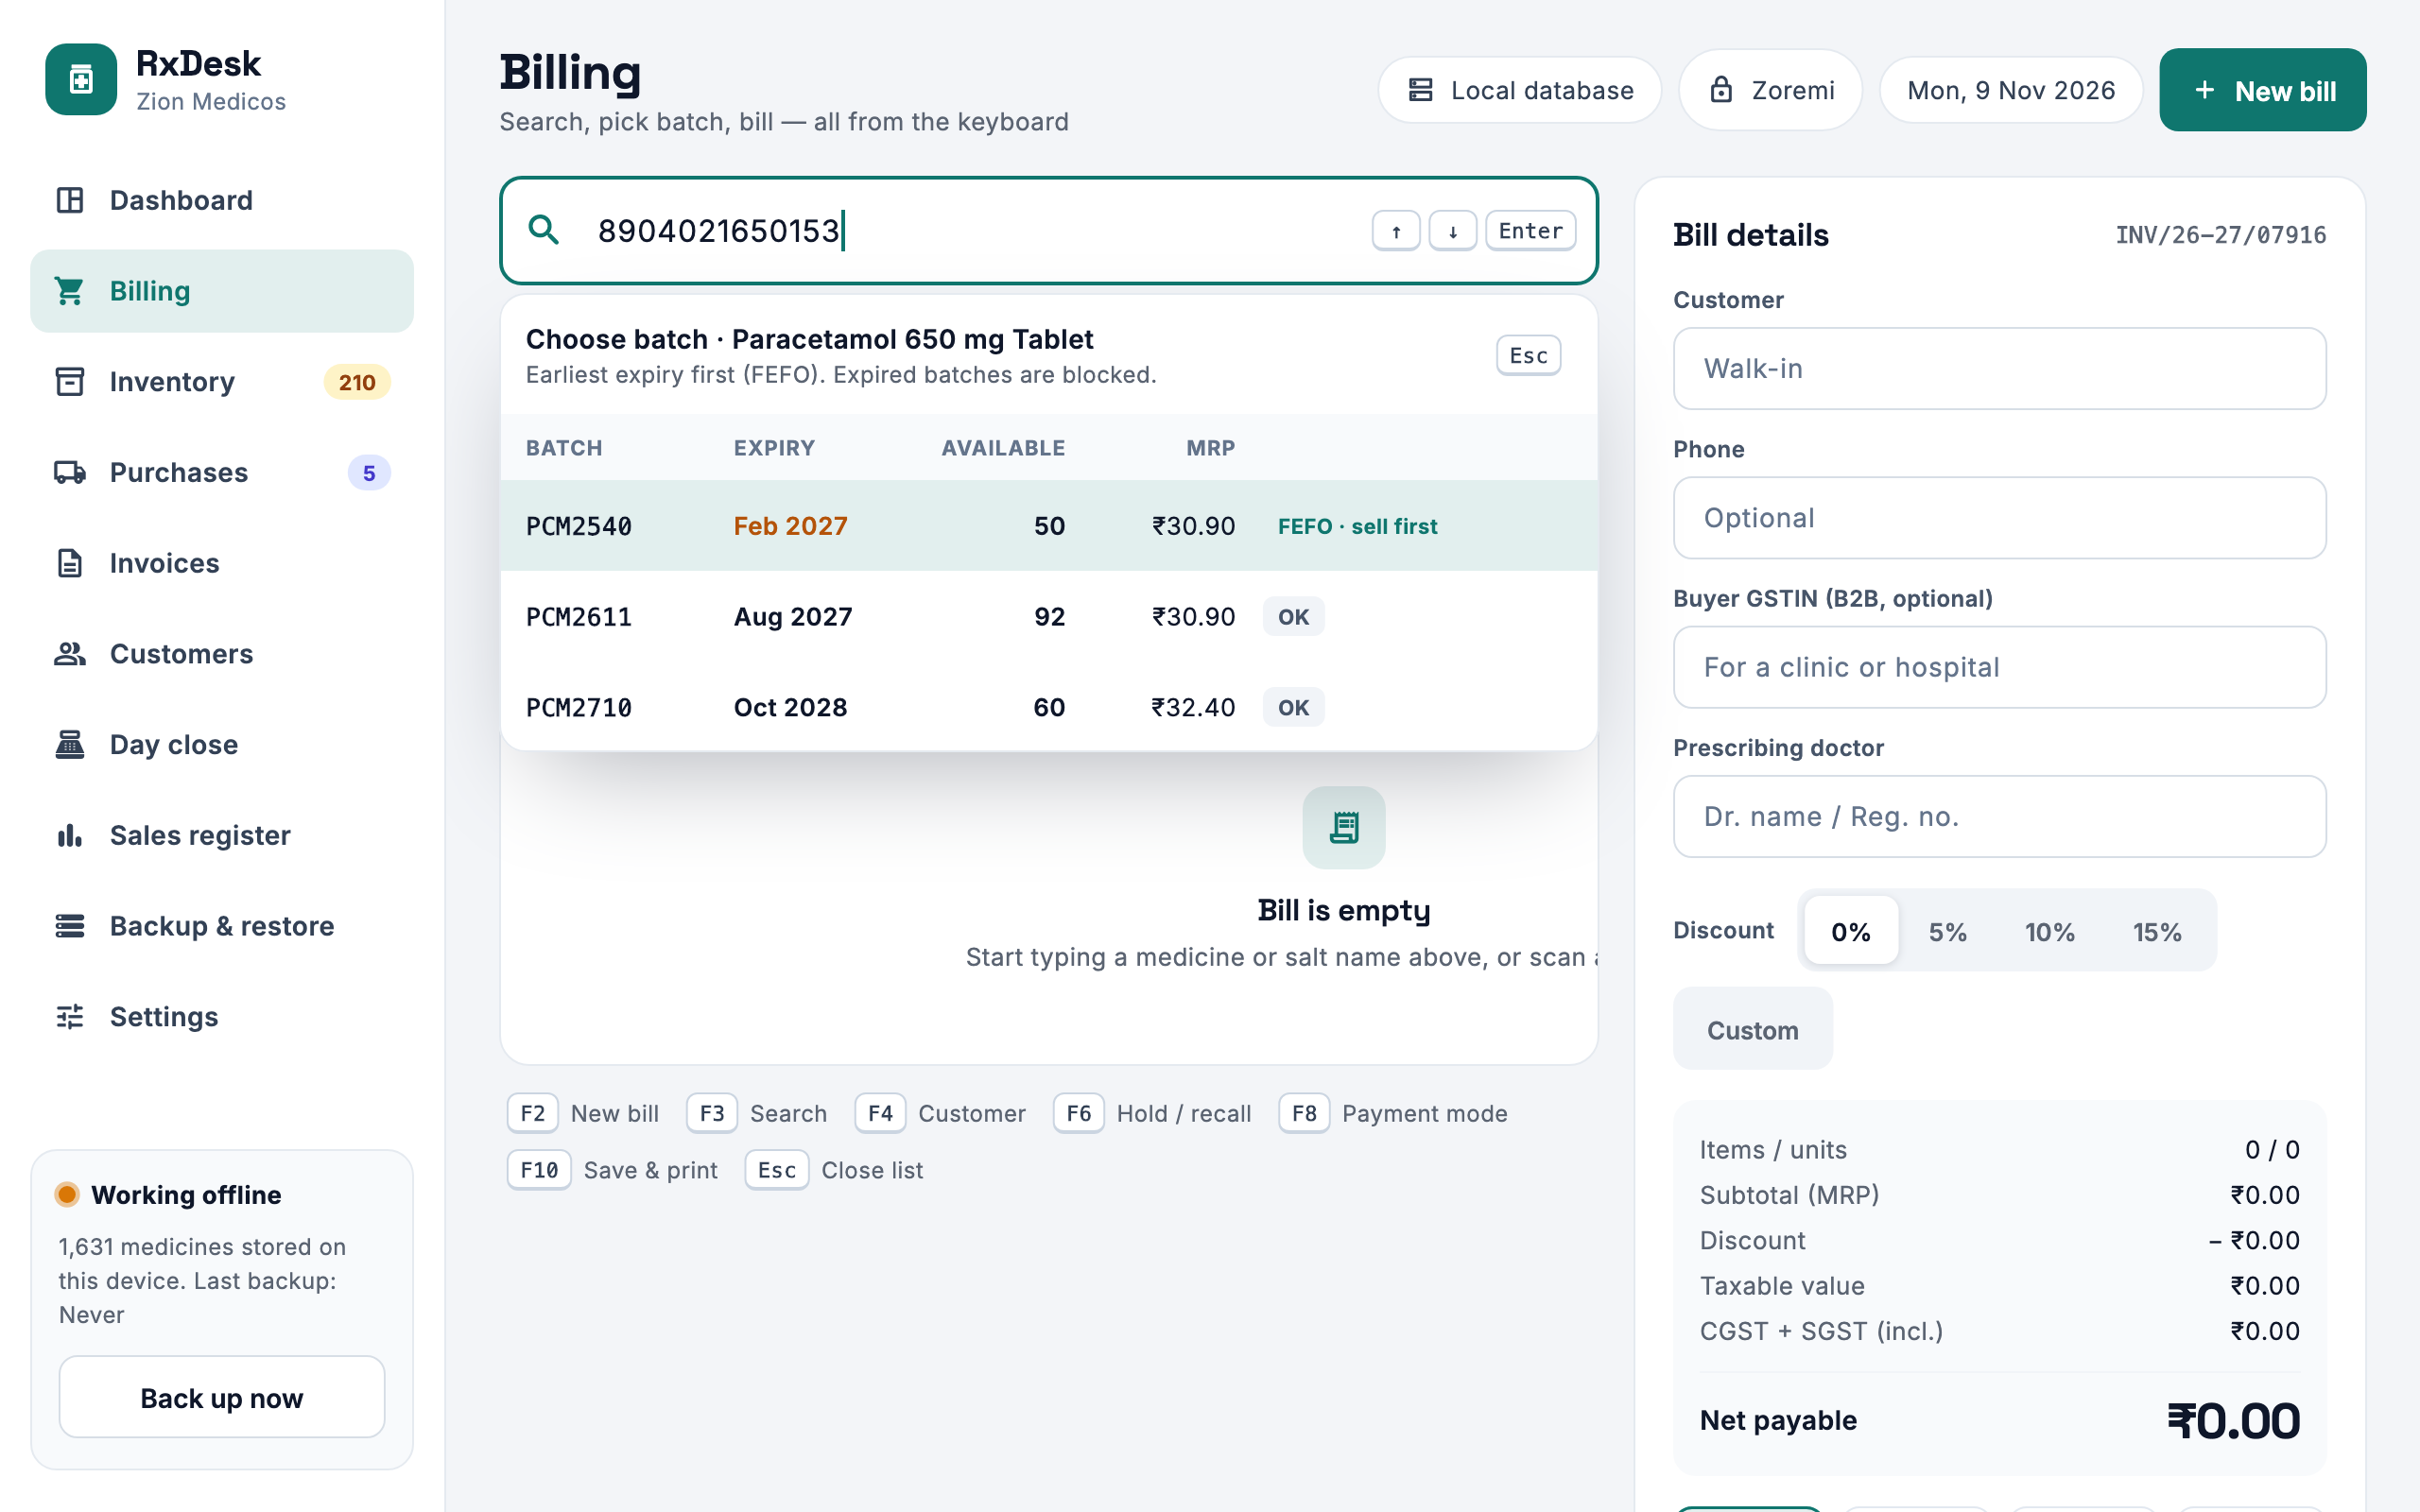 RxDesk
Zion Medicos
Dashboard
Billing
Inventory 210
Purchases 5
Invoices
Customers
Day close
Sales register
Backup & restore
Settings
Working offline
1,631 medicines stored on
this device. Last backup:
Never
Back up now
Billing
Search, pick batch, bill — all from the keyboard
Local database
Zoremi
Mon, 9 Nov 2026
+ New bill
8904021650153
↑ ↓ Enter
Choose batch · Paracetamol 650 mg Tablet
Earliest expiry first (FEFO). Expired batches are blocked.
Esc
BATCH EXPIRY AVAILABLE MRP
PCM2540 Feb 2027 50 ₹30.90 FEFO · sell first
PCM2611 Aug 2027 92 ₹30.90 OK
PCM2710 Oct 2028 60 ₹32.40 OK
Bill is empty
Start typing a medicine or salt name above, or scan
F2 New bill F3 Search F4 Customer F6 Hold / recall F8 Payment mode
F10 Save & print Esc Close list
Bill details INV/26–27/07916
Customer
Walk-in
Phone
Optional
Buyer GSTIN (B2B, optional)
For a clinic or hospital
Prescribing doctor
Dr. name / Reg. no.
Discount 0% 5% 10% 15%
Custom
Items / units 0 / 0
Subtotal (MRP) ₹0.00
Discount – ₹0.00
Taxable value ₹0.00
CGST + SGST (incl.) ₹0.00
Net payable ₹0.00